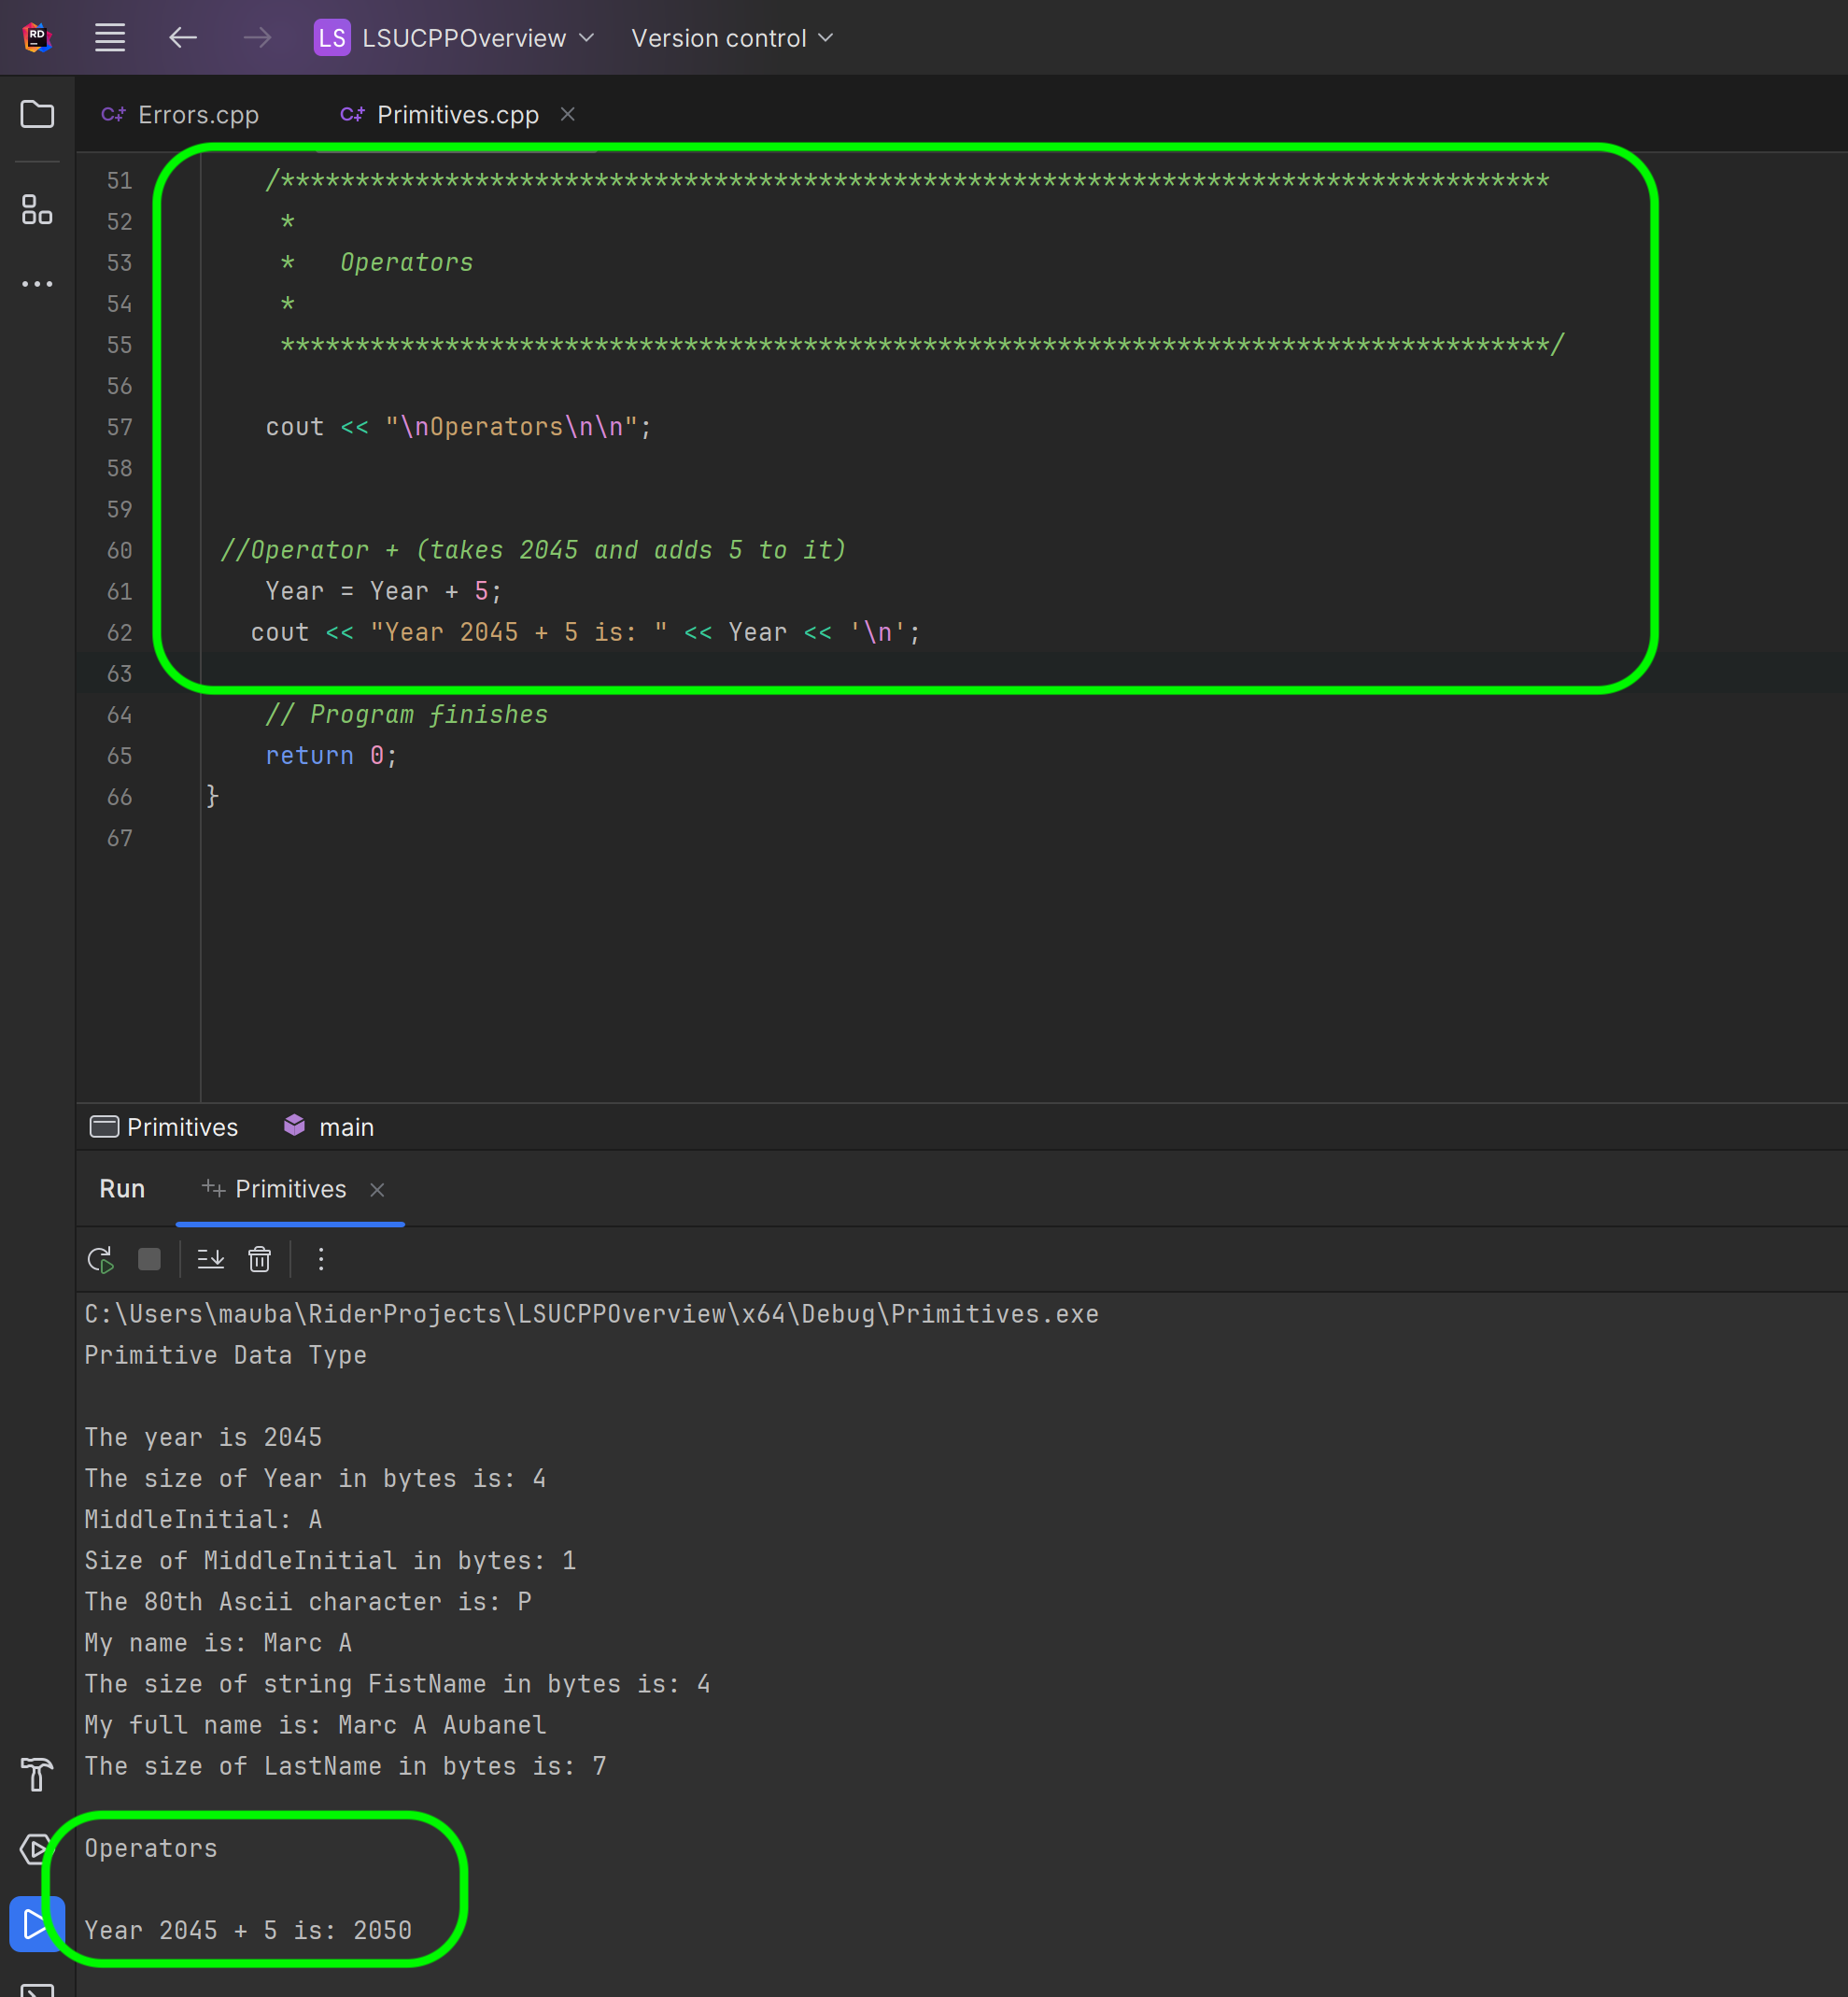 RD
LS LSUCPPOverview Version control
Errors.cpp Primitives.cpp
51 /*************************************************************************************
52 *
53 * Operators
54 *
55 *************************************************************************************/
56
57 cout << "\nOperators\n\n";
58
59
60 //Operator + (takes 2045 and adds 5 to it)
61 Year = Year + 5;
62 cout << "Year 2045 + 5 is: " << Year << '\n';
63
64 // Program finishes
65 return 0;
66 }
67
Primitives main
Run Primitives
C:\Users\mauba\RiderProjects\LSUCPPOverview\x64\Debug\Primitives.exe
Primitive Data Type
The year is 2045
The size of Year in bytes is: 4
MiddleInitial: A
Size of MiddleInitial in bytes: 1
The 80th Ascii character is: P
My name is: Marc A
The size of string FistName in bytes is: 4
My full name is: Marc A Aubanel
The size of LastName in bytes is: 7
Operators
Year 2045 + 5 is: 2050